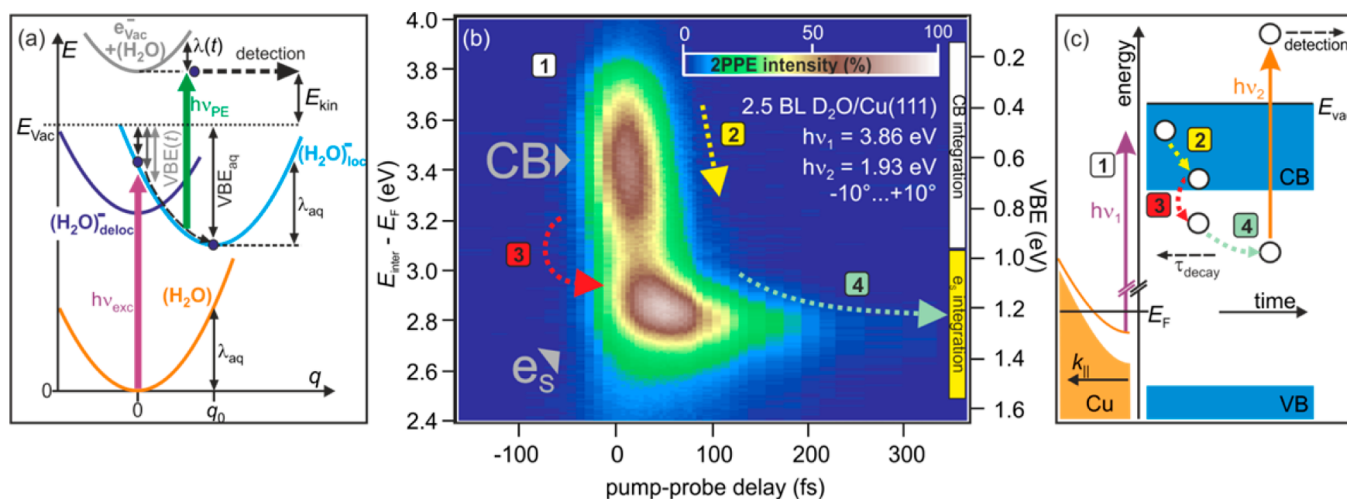 (a)
E
e⁻Vac
+(H₂O)
λ(t)
detection
hνPE
Ekin
EVac
VBE(t)
VBEaq
(H₂O)⁻loc
(H₂O)⁻deloc
λaq
hνexc
(H₂O)
λaq
0
0
q₀
q
(b)
0 50 100
2PPE intensity (%)
1
2
2.5 BL D₂O/Cu(111)
hν₁ = 3.86 eV
hν₂ = 1.93 eV
-10°...+10°
CB
3
4
eS
4.0
3.8
3.6
3.4
3.2
3.0
2.8
2.6
2.4
Einter - EF (eV)
-100 0 100 200 300
pump-probe delay (fs)
CB integration
eS integration
0.2
0.4
0.6
0.8
1.0
1.2
1.4
1.6
VBE (eV)
(c)
energy
detection
hν₂
Evac
1
2
CB
3
hν₁
4
τdecay
EF
time
k||
Cu
VB